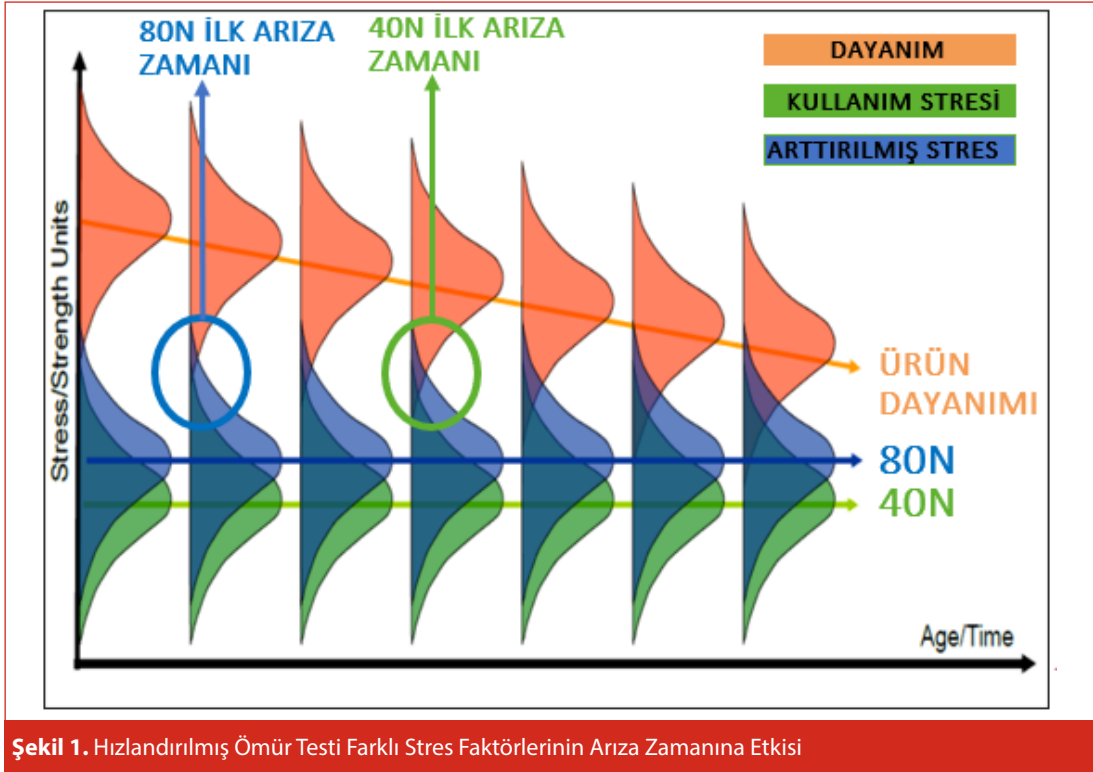 80N İLK ARIZA
ZAMANI
40N İLK ARIZA
ZAMANI
DAYANIM
KULLANIM STRESİ
ARTTIRILMIŞ STRES
Stress/Strength Units
ÜRÜN
DAYANIMI
80N
40N
Age/Time
Şekil 1. Hızlandırılmış Ömür Testi Farklı Stres Faktörlerinin Arıza Zamanına Etkisi